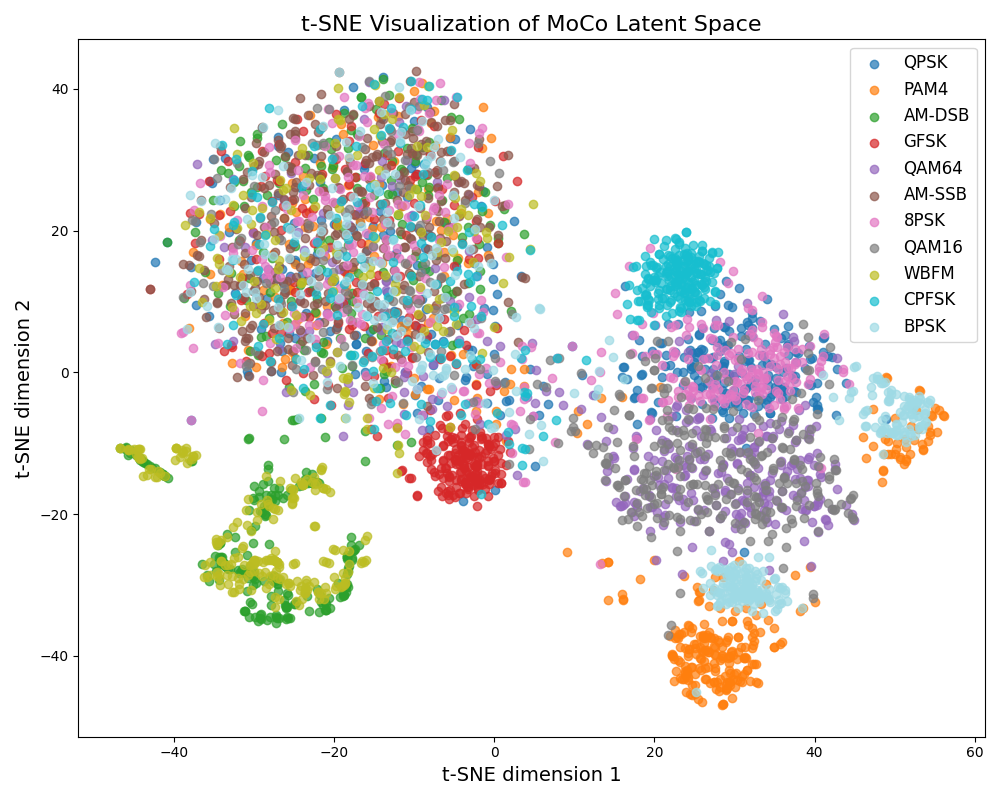 t-SNE Visualization of MoCo Latent Space
QPSK
PAM4
AM-DSB
GFSK
QAM64
AM-SSB
8PSK
QAM16
WBFM
CPFSK
BPSK
40
20
0
−20
−40
t-SNE dimension 2
−40
−20
0
20
40
60
t-SNE dimension 1